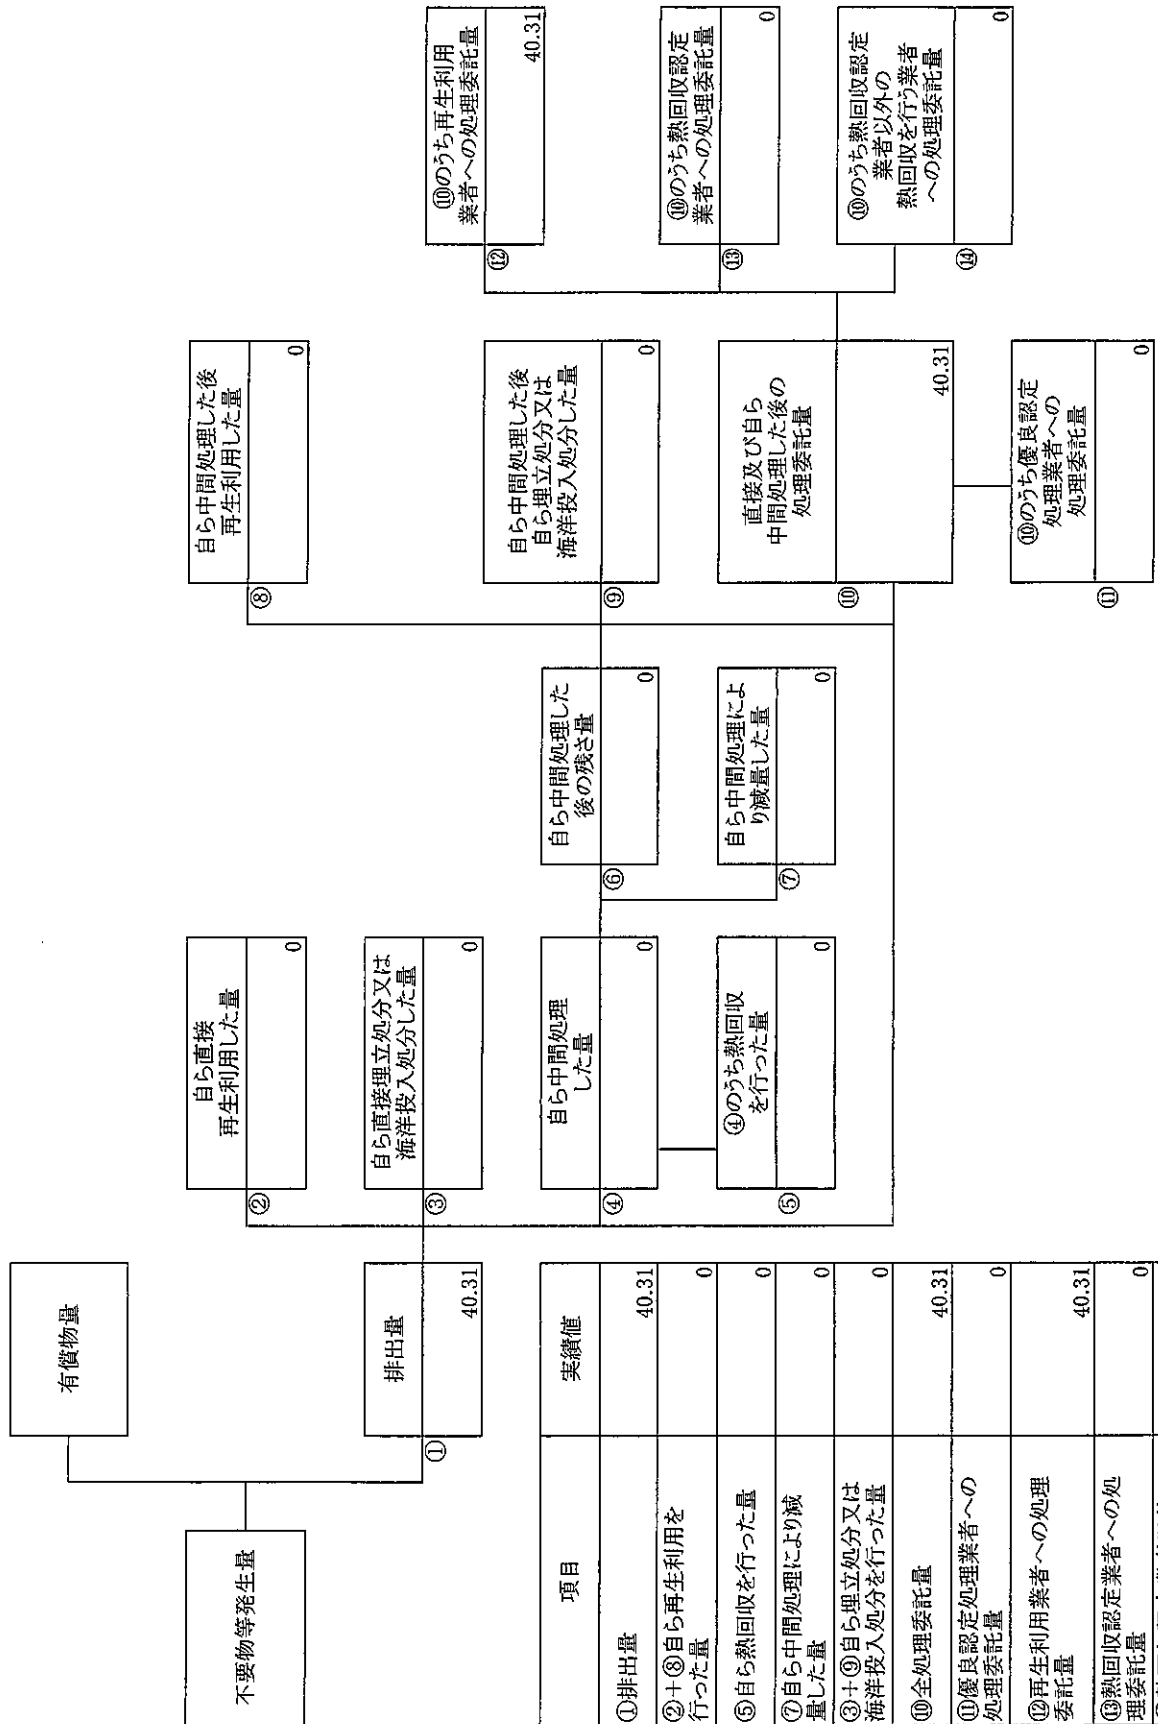 不要物等発生量
有償物量
排出量
①
40.31
自ら直接
再生利用した量
②
0
自ら直接埋立処分又は
海洋投入処分した量
③
0
自ら中間処理
した量
④
0
④のうち熱回収
を行った量
⑤
0
自ら中間処理した
後の残さ量
⑥
0
自ら中間処理によ
り減量した量
⑦
0
自ら中間処理した後
再生利用した量
⑧
0
自ら中間処理した後
自ら埋立処分又は
海洋投入処分した量
⑨
0
直接及び自ら
中間処理した後の
処理委託量
⑩
40.31
⑩のうち優良認定
処理業者への
処理委託量
⑪
0
⑩のうち再生利用
業者への処理委託量
⑫
40.31
⑩のうち熱回収認定
業者への処理委託量
⑬
0
⑩のうち熱回収認定
業者以外の
熱回収を行う業者
への処理委託量
⑭
0
項目 実績値
①排出量 40.31
②+⑧自ら再生利用を
行った量 0
⑤自ら熱回収を行った量 0
⑦自ら中間処理により減
量した量 0
③+⑨自ら埋立処分又は
海洋投入処分を行った量 0
⑩全処理委託量 40.31
⑪優良認定処理業者への
処理委託量 0
⑫再生利用業者への処理
委託量 40.31
⑬熱回収認定業者への処
理委託量 0